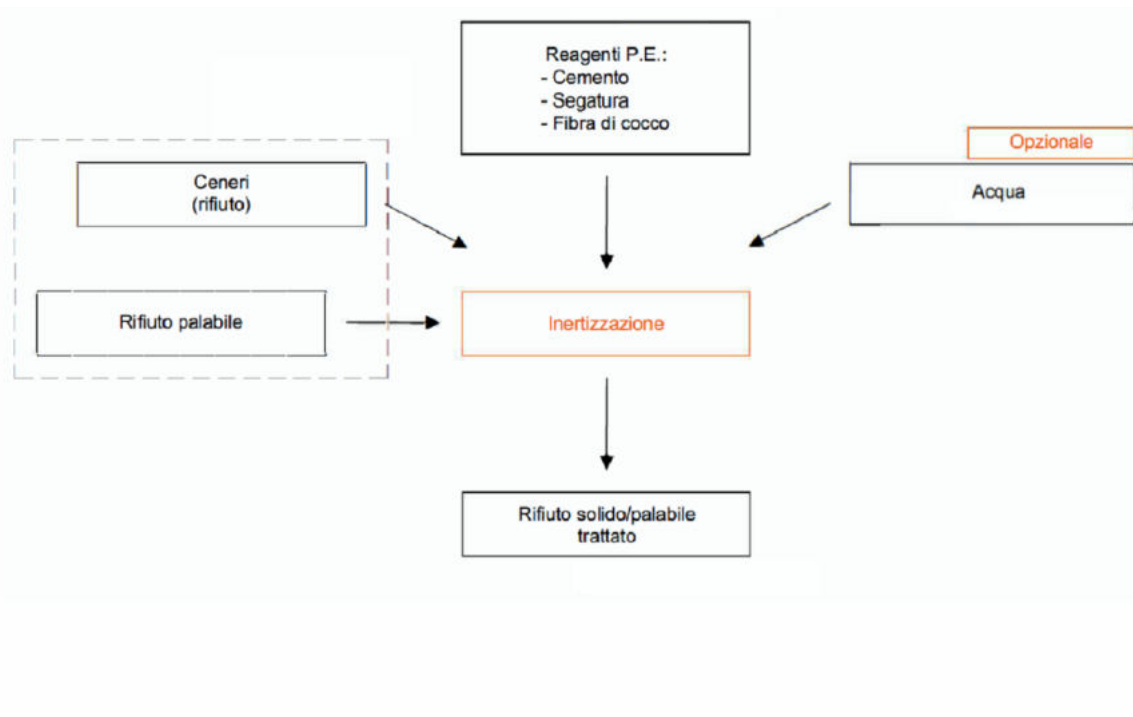 Reagenti P.E.:
- Cemento
- Segatura
- Fibra di cocco
Opzionale
Ceneri
(rifiuto)
Acqua
Rifiuto palabile
Inertizzazione
Rifiuto solido/palabile
trattato